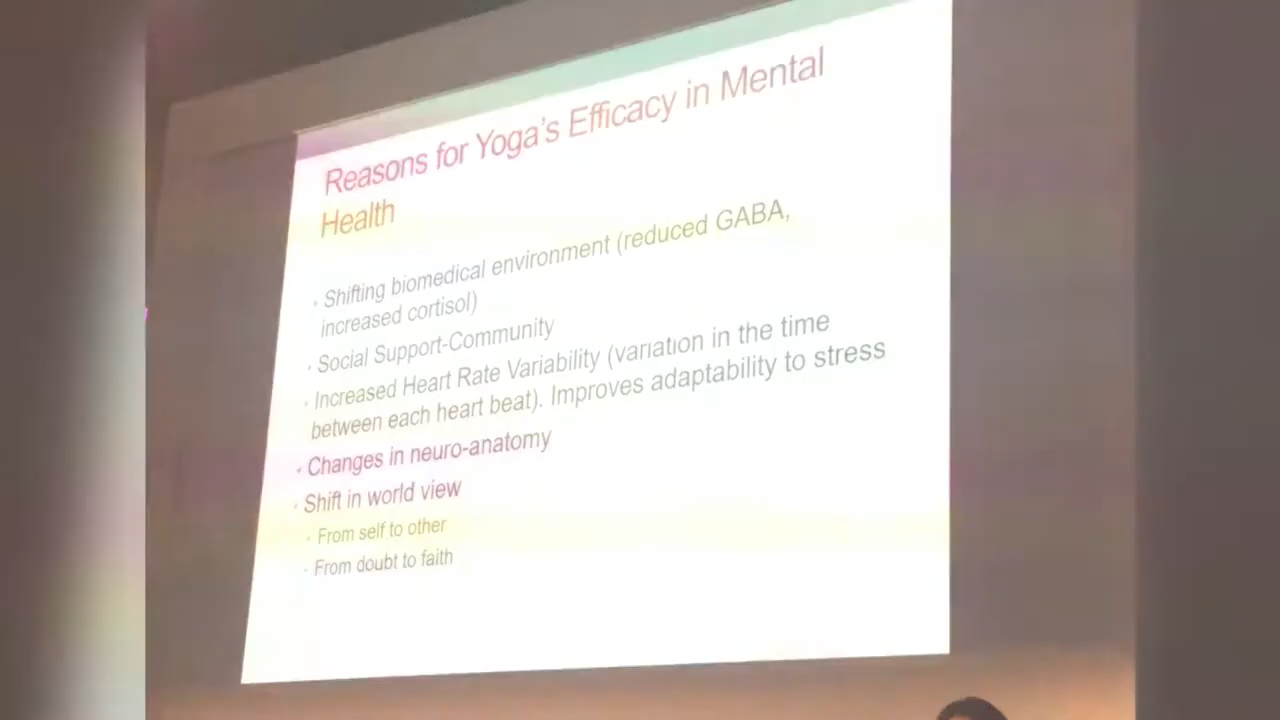 Reasons for Yoga's Efficacy in Mental
Health
• Shifting biomedical environment (reduced GABA,
increased cortisol)
• Social Support-Community
• Increased Heart Rate Variability (variation in the time
between each heart beat). Improves adaptability to stress
• Changes in neuro-anatomy
• Shift in world view
• From self to other
• From doubt to faith